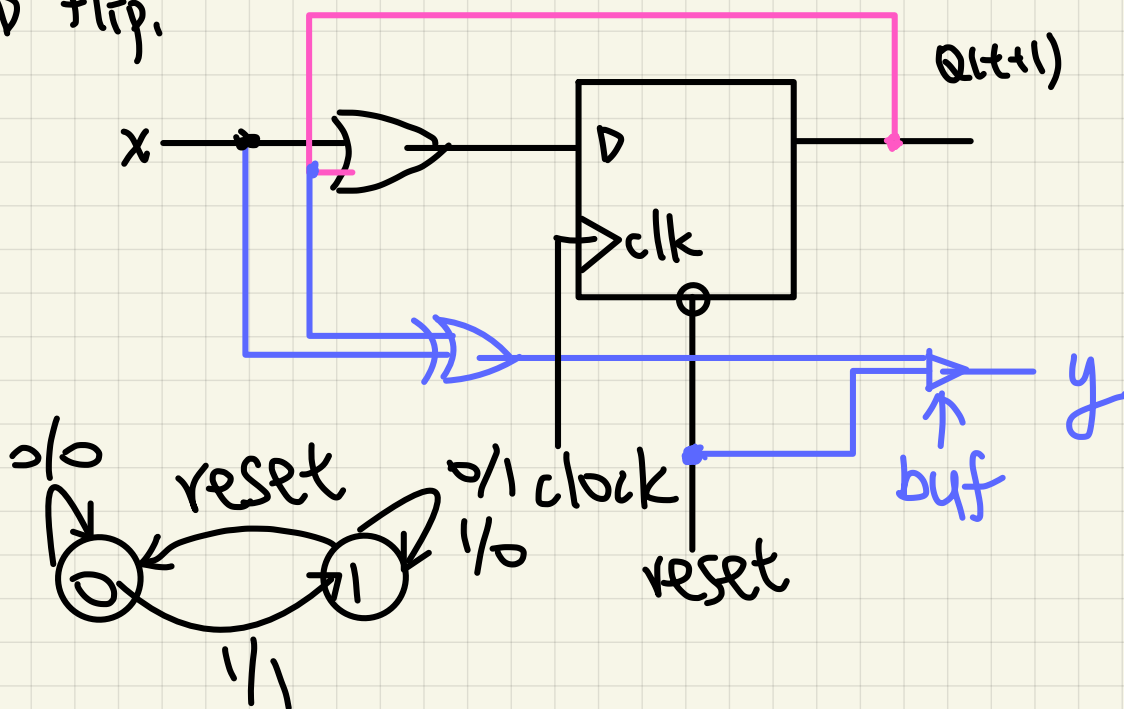 D flip.
Q(t+1)
x
D
clk
y
0/0
reset
0/1
1/0
clock
buf
reset
0
1
1/1